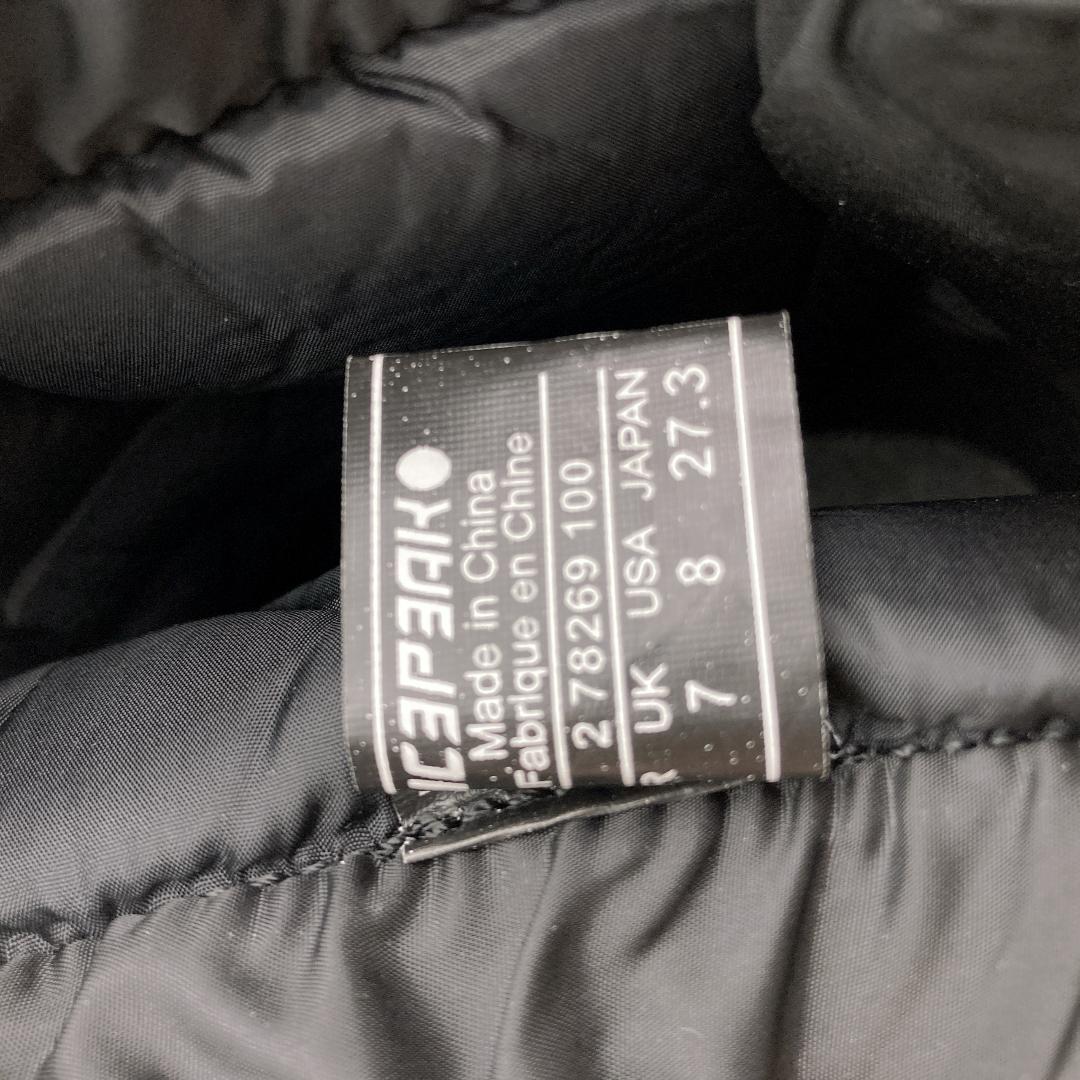 ICEPEAK
Made in China
Fabrique en Chine
2 78269 100
R UK USA JAPAN
7 8 27.3